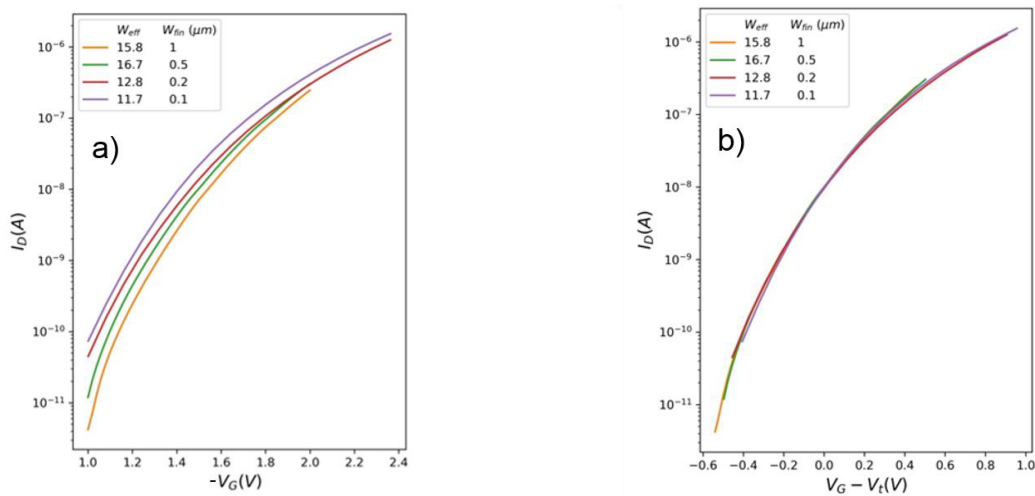 W_eff W_fin (μm)
15.8 1
16.7 0.5
12.8 0.2
11.7 0.1
a)
10⁻⁶
10⁻⁷
10⁻⁸
10⁻⁹
10⁻¹⁰
10⁻¹¹
I_D(A)
1.0 1.2 1.4 1.6 1.8 2.0 2.2 2.4
-V_G(V)
W_eff W_fin (μm)
15.8 1
16.7 0.5
12.8 0.2
11.7 0.1
b)
10⁻⁶
10⁻⁷
10⁻⁸
10⁻⁹
10⁻¹⁰
10⁻¹¹
I_D(A)
−0.6 −0.4 −0.2 0.0 0.2 0.4 0.6 0.8 1.0
V_G − V_t(V)